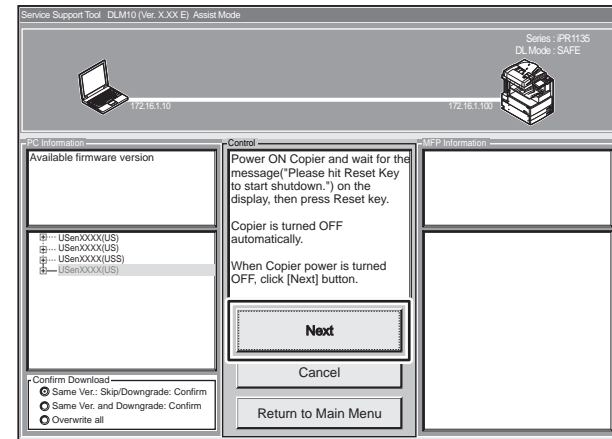 Service Support Tool DLM10 (Ver. X.XX E) Assist Mode
Series : iPR1135
DL Mode : SAFE
172.16.1.10
172.16.1.100
PC Information
Available firmware version
USenXXXX(US)
USenXXXX(US)
USenXXXX(USS)
USenXXXX(US)
Confirm Download
Same Ver.: Skip/Downgrade: Confirm
Same Ver. and Downgrade: Confirm
Overwrite all
Control
Power ON Copier and wait for the
message("Please hit Reset Key
to start shutdown.") on the
display, then press Reset key.
Copier is turned OFF
automatically.
When Copier power is turned
OFF, click [Next] button.
Next
Cancel
Return to Main Menu
MFP Information